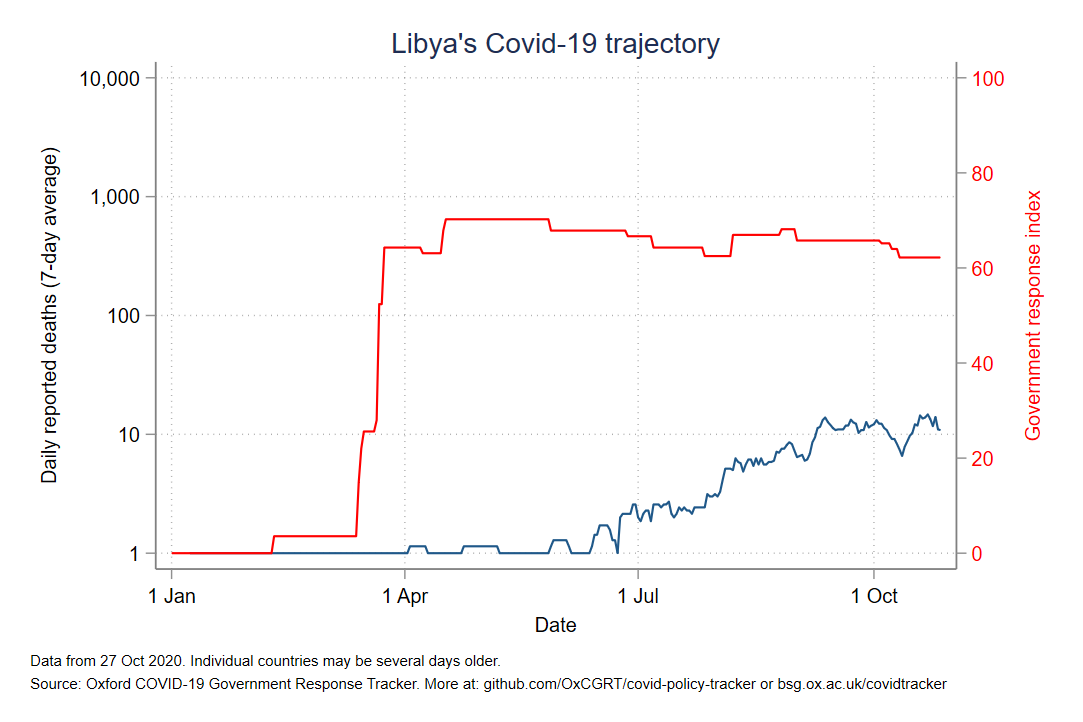 Libya's Covid-19 trajectory
10,000
1,000
100
10
1
Daily reported deaths (7-day average)
100
80
60
40
20
0
Government response index
1 Jan
1 Apr
1 Jul
1 Oct
Date
Data from 27 Oct 2020. Individual countries may be several days older.
Source: Oxford COVID-19 Government Response Tracker. More at: github.com/OxCGRT/covid-policy-tracker or bsg.ox.ac.uk/covidtracker